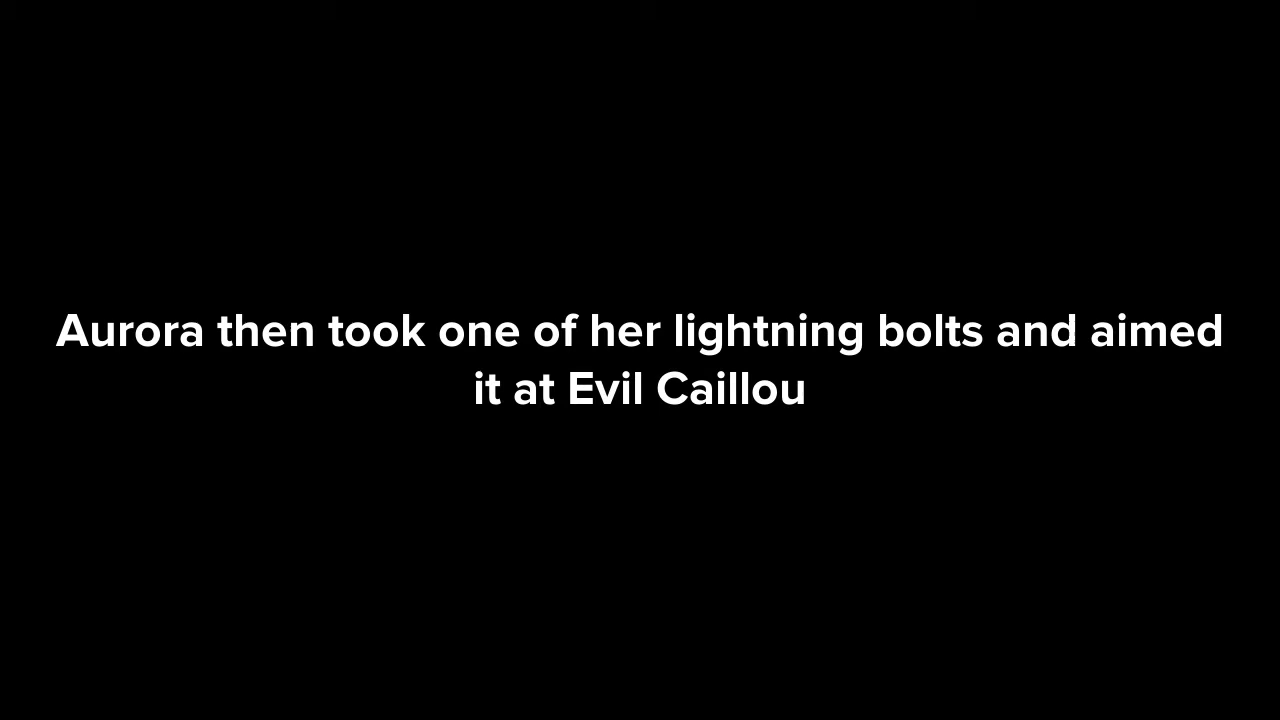 Aurora then took one of her lightning bolts and aimed
it at Evil Caillou